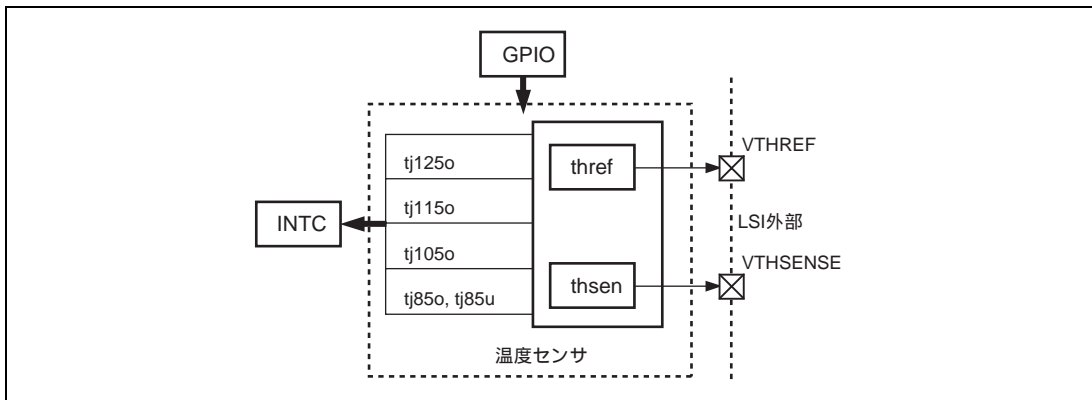 GPIO
tj125o
thref
VTHREF
tj115o
INTC
LSI外部
tj105o
VTHSENSE
thsen
tj85o, tj85u
温度センサ